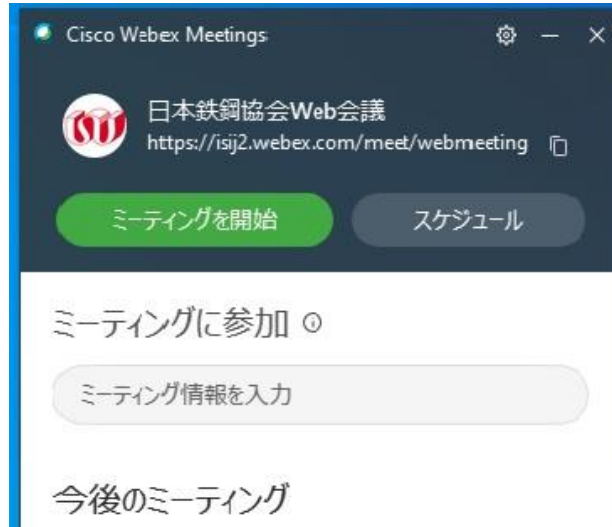 Cisco Webex Meetings
日本鉄鋼協会Web会議
https://isij2.webex.com/meet/webmeeting
ミーティングを開始
スケジュール
ミーティングに参加
ミーティング情報を入力
今後のミーティング